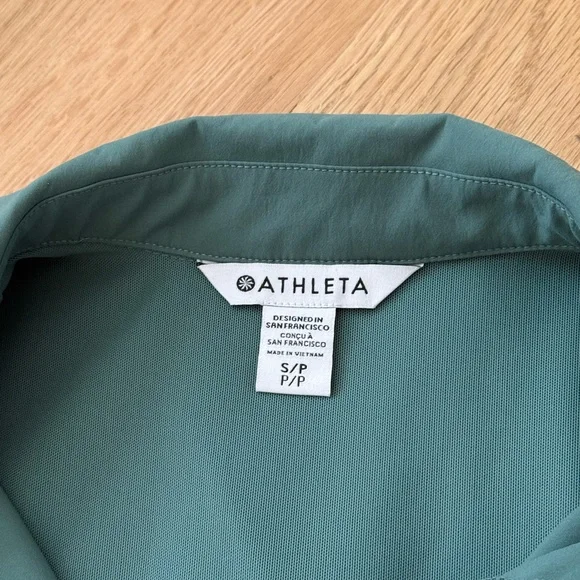 ATHLETA
DESIGNED IN
SAN FRANCISCO
CONÇU À
SAN FRANCISCO
MADE IN VIETNAM
S/P
P/P